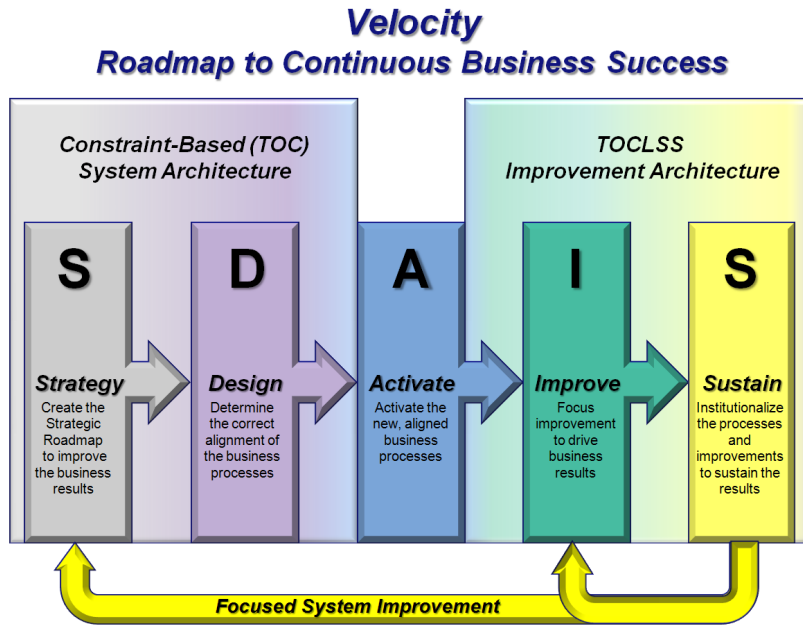 Velocity
Roadmap to Continuous Business Success
Constraint-Based (TOC)
System Architecture
TOCLSS
Improvement Architecture
S
D
A
I
S
Strategy
Create the
Strategic
Roadmap
to improve
the business
results
Design
Determine
the correct
alignment of
the business
processes
Activate
Activate the
new, aligned
business
processes
Improve
Focus
improvement
to drive
business
results
Sustain
Institutionalize
the processes
and
improvements
to sustain the
results
Focused System Improvement